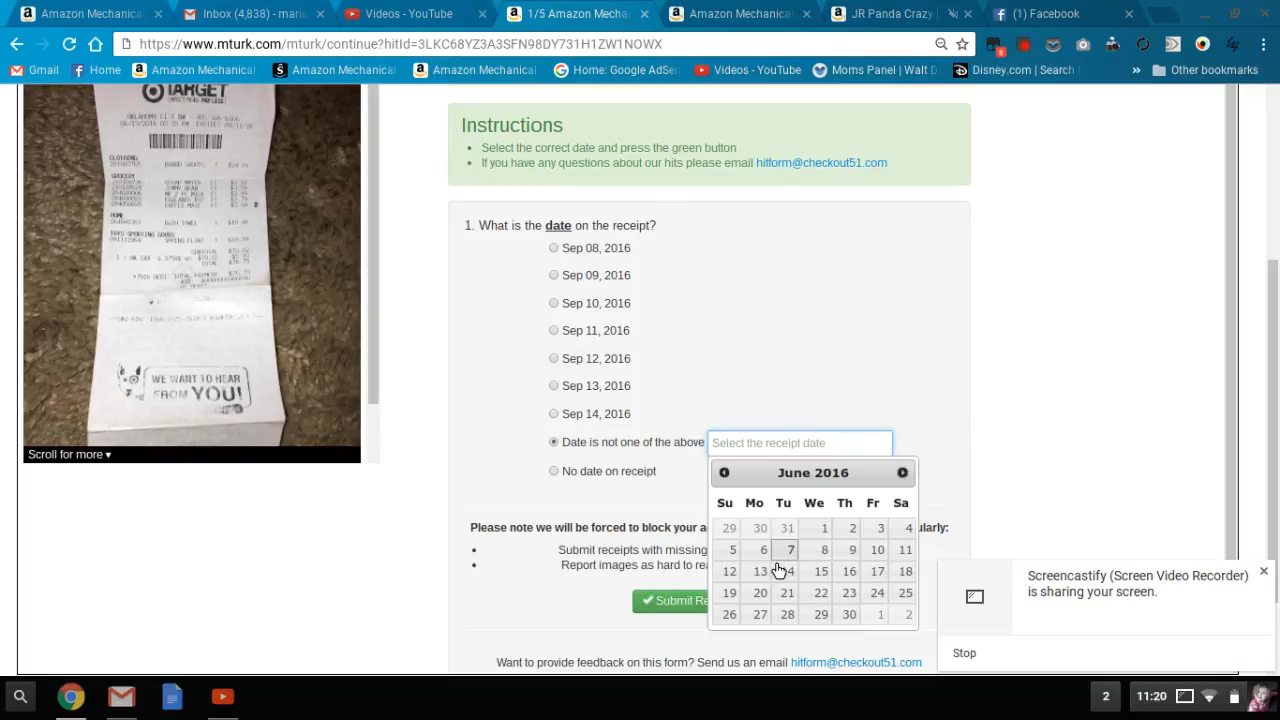 Amazon Mechanical
Inbox (4,838) - marie
Videos - YouTube
1/5 Amazon Mecha
Amazon Mechanical
JR Panda Crazy |
(1) Facebook
https://www.mturk.com/mturk/continue?hitId=3LKC68YZ3A3SFN98DY731H1ZW1NOWX
Gmail
Home
Amazon Mechanical
Amazon Mechanical
Amazon Mechanical
Home: Google AdSen
Videos - YouTube
Moms Panel | Walt D
Disney.com | Search
Other bookmarks
TARGET
CLOTHING
GROCERY
HOME
SUBTOTAL
WE WANT TO HEAR
FROM YOU!
Scroll for more ▾
Instructions
Select the correct date and press the green button
If you have any questions about our hits please email hitform@checkout51.com
1. What is the date on the receipt?
Sep 08, 2016
Sep 09, 2016
Sep 10, 2016
Sep 11, 2016
Sep 12, 2016
Sep 13, 2016
Sep 14, 2016
Date is not one of the above Select the receipt date
No date on receipt
June 2016
Su Mo Tu We Th Fr Sa
29 30 31 1 2 3 4
5 6 7 8 9 10 11
12 13 14 15 16 17 18
19 20 21 22 23 24 25
26 27 28 29 30 1 2
Please note we will be forced to block your a ularly:
Submit receipts with missing
Report images as hard to rea
Submit Re
Want to provide feedback on this form? Send us an email hitform@checkout51.com
Screencastify (Screen Video Recorder)
is sharing your screen.
Stop
2
11:20